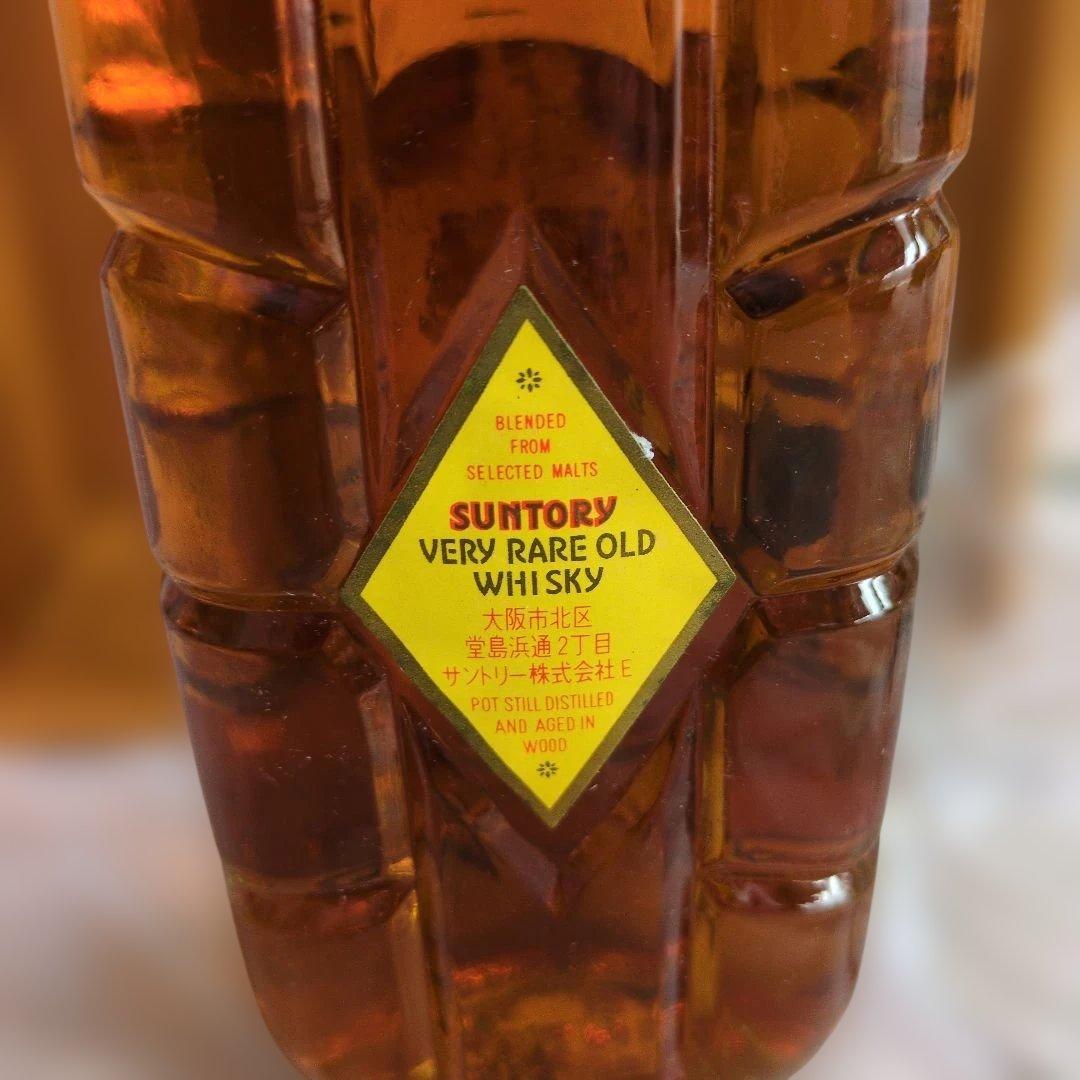 BLENDED
FROM
SELECTED MALTS
SUNTORY
VERY RARE OLD
WHISKY
大阪市北区
堂島浜通2丁目
サントリー株式会社 E
POT STILL DISTILLED
AND AGED IN
WOOD